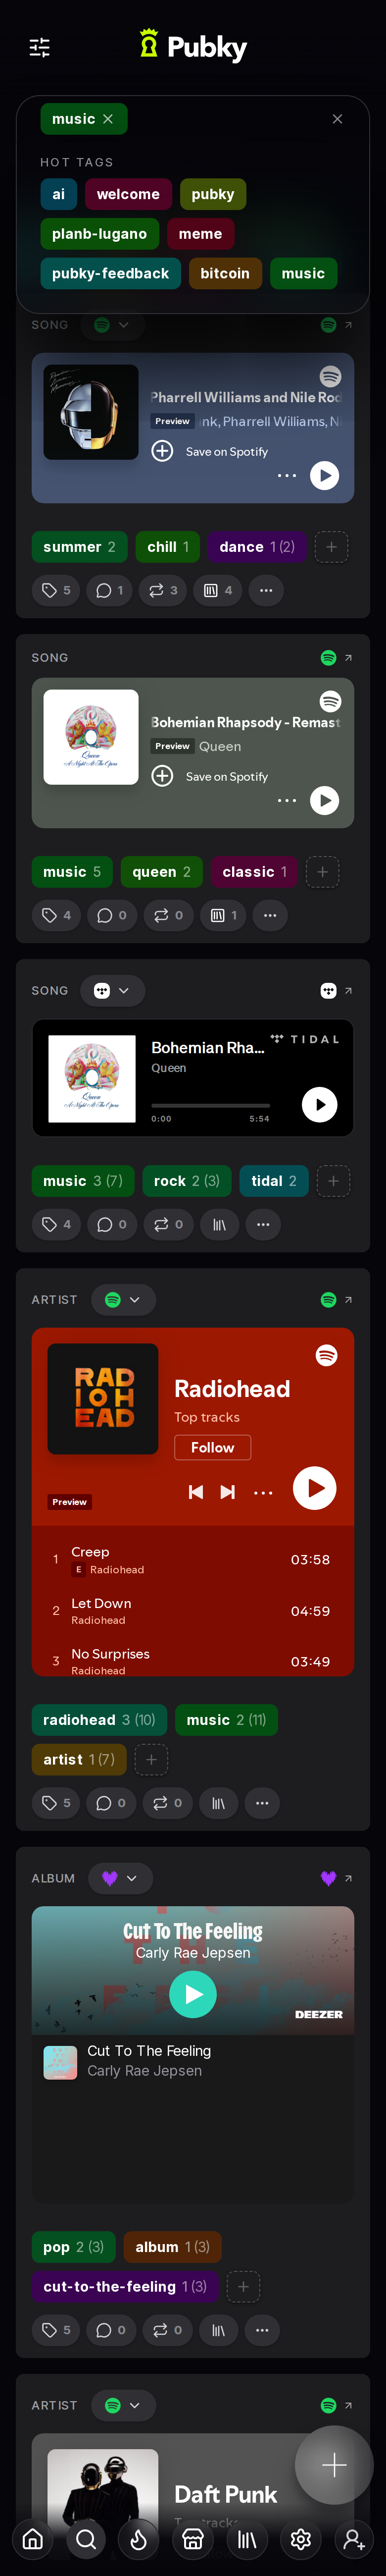 Pubky
music
HOT TAGS
ai welcome pubky
planb-lugano meme
pubky-feedback bitcoin music
SONG
Pharrell Williams and Nile Rod
Preview ink, Pharrell Williams, Ni
Save on Spotify
summer 2 chill 1 dance 1 (2)
5 1 3 4
SONG
Bohemian Rhapsody - Remast
Preview Queen
Save on Spotify
music 5 queen 2 classic 1
4 0 0 1
SONG
Bohemian Rha... TIDAL
Queen
0:00 5:54
music 3 (7) rock 2 (3) tidal 2
4 0 0
ARTIST
RADIOHEAD
Radiohead
Top tracks
Follow
Preview
1 Creep 03:58
E Radiohead
2 Let Down 04:59
Radiohead
3 No Surprises 03:49
Radiohead
radiohead 3 (10) music 2 (11)
artist 1 (7)
5 0 0
ALBUM
Cut To The Feeling
Carly Rae Jepsen
DEEZER
Cut To The Feeling
Carly Rae Jepsen
pop 2 (3) album 1 (3)
cut-to-the-feeling 1 (3)
5 0 0
ARTIST
Daft Punk